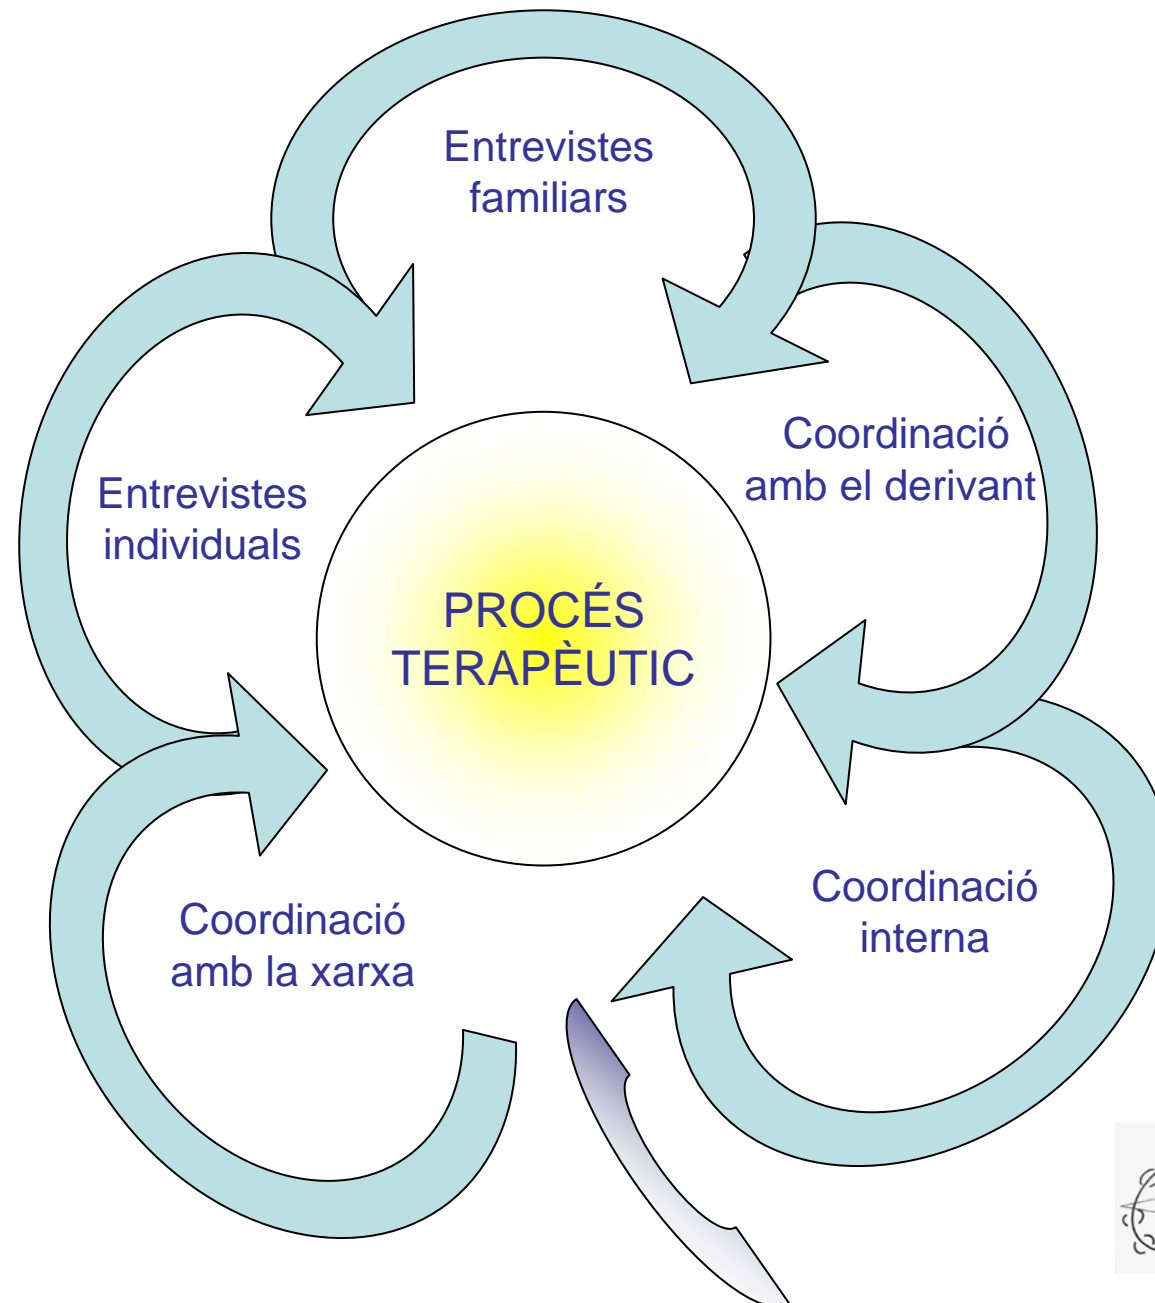 Entrevistes
familiars
Coordinació
amb el derivant
Entrevistes
individuals
PROCÉS
TERAPÈUTIC
Coordinació
interna
Coordinació
amb la xarxa